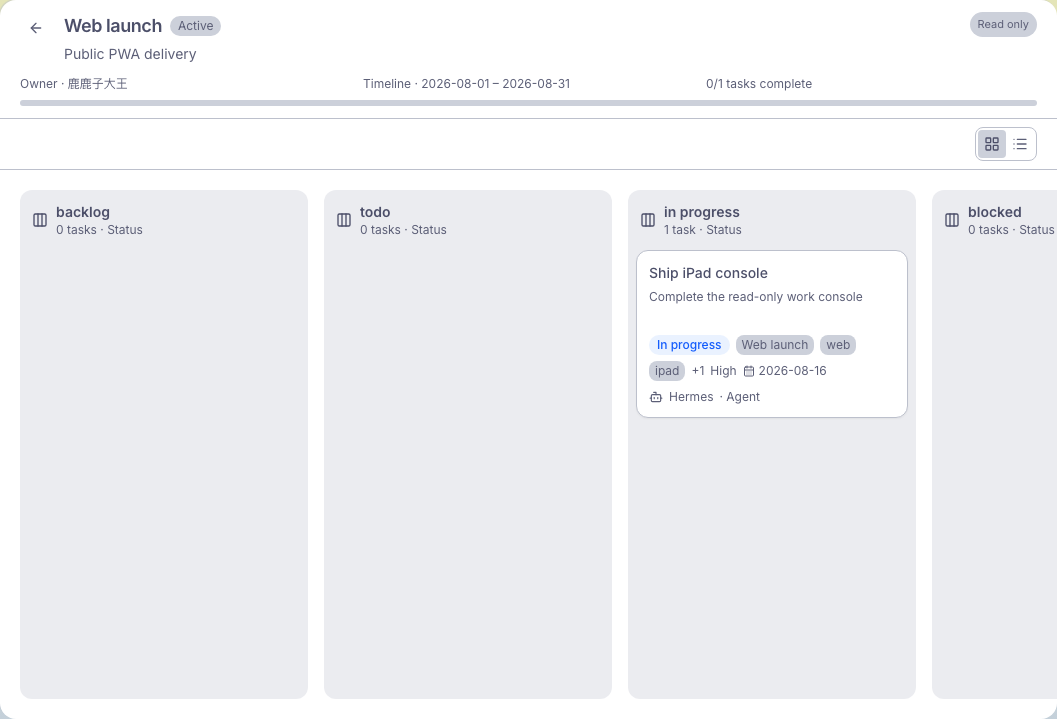 Web launch Active
Read only
Public PWA delivery
Owner · 鹿鹿子大王 Timeline · 2026-08-01 – 2026-08-31 0/1 tasks complete
backlog
0 tasks · Status
todo
0 tasks · Status
in progress
1 task · Status
Ship iPad console
Complete the read-only work console
In progress Web launch web
ipad +1 High 2026-08-16
Hermes · Agent
blocked
0 tasks · Status